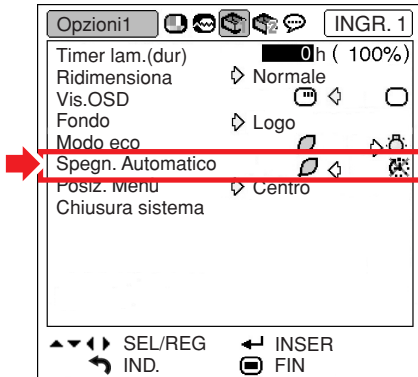 Opzioni1 INGR. 1
Timer lam.(dur) 0 h ( 100%)
Ridimensiona Normale
Vis.OSD
Fondo Logo
Modo eco
Spegn. Automatico
Posiz. Menu Centro
Chiusura sistema
SEL/REG INSER
IND. FIN